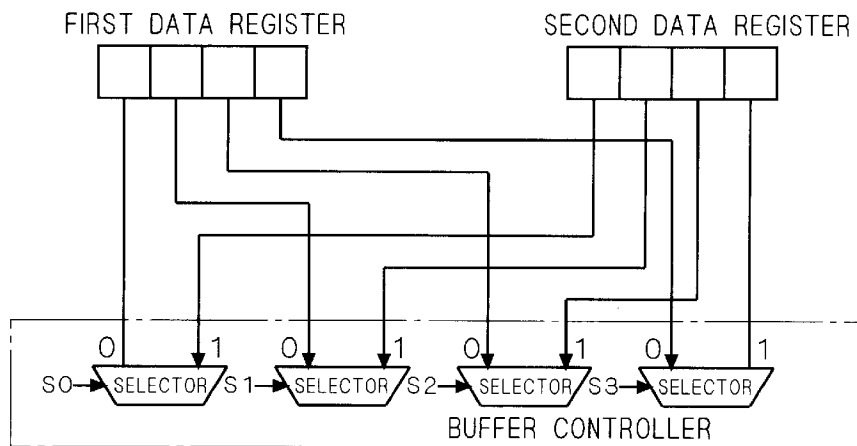 FIRST DATA REGISTER
SECOND DATA REGISTER
0 1 0 1 0 1 0 1
S0 SELECTOR S1 SELECTOR S2 SELECTOR S3 SELECTOR
BUFFER CONTROLLER